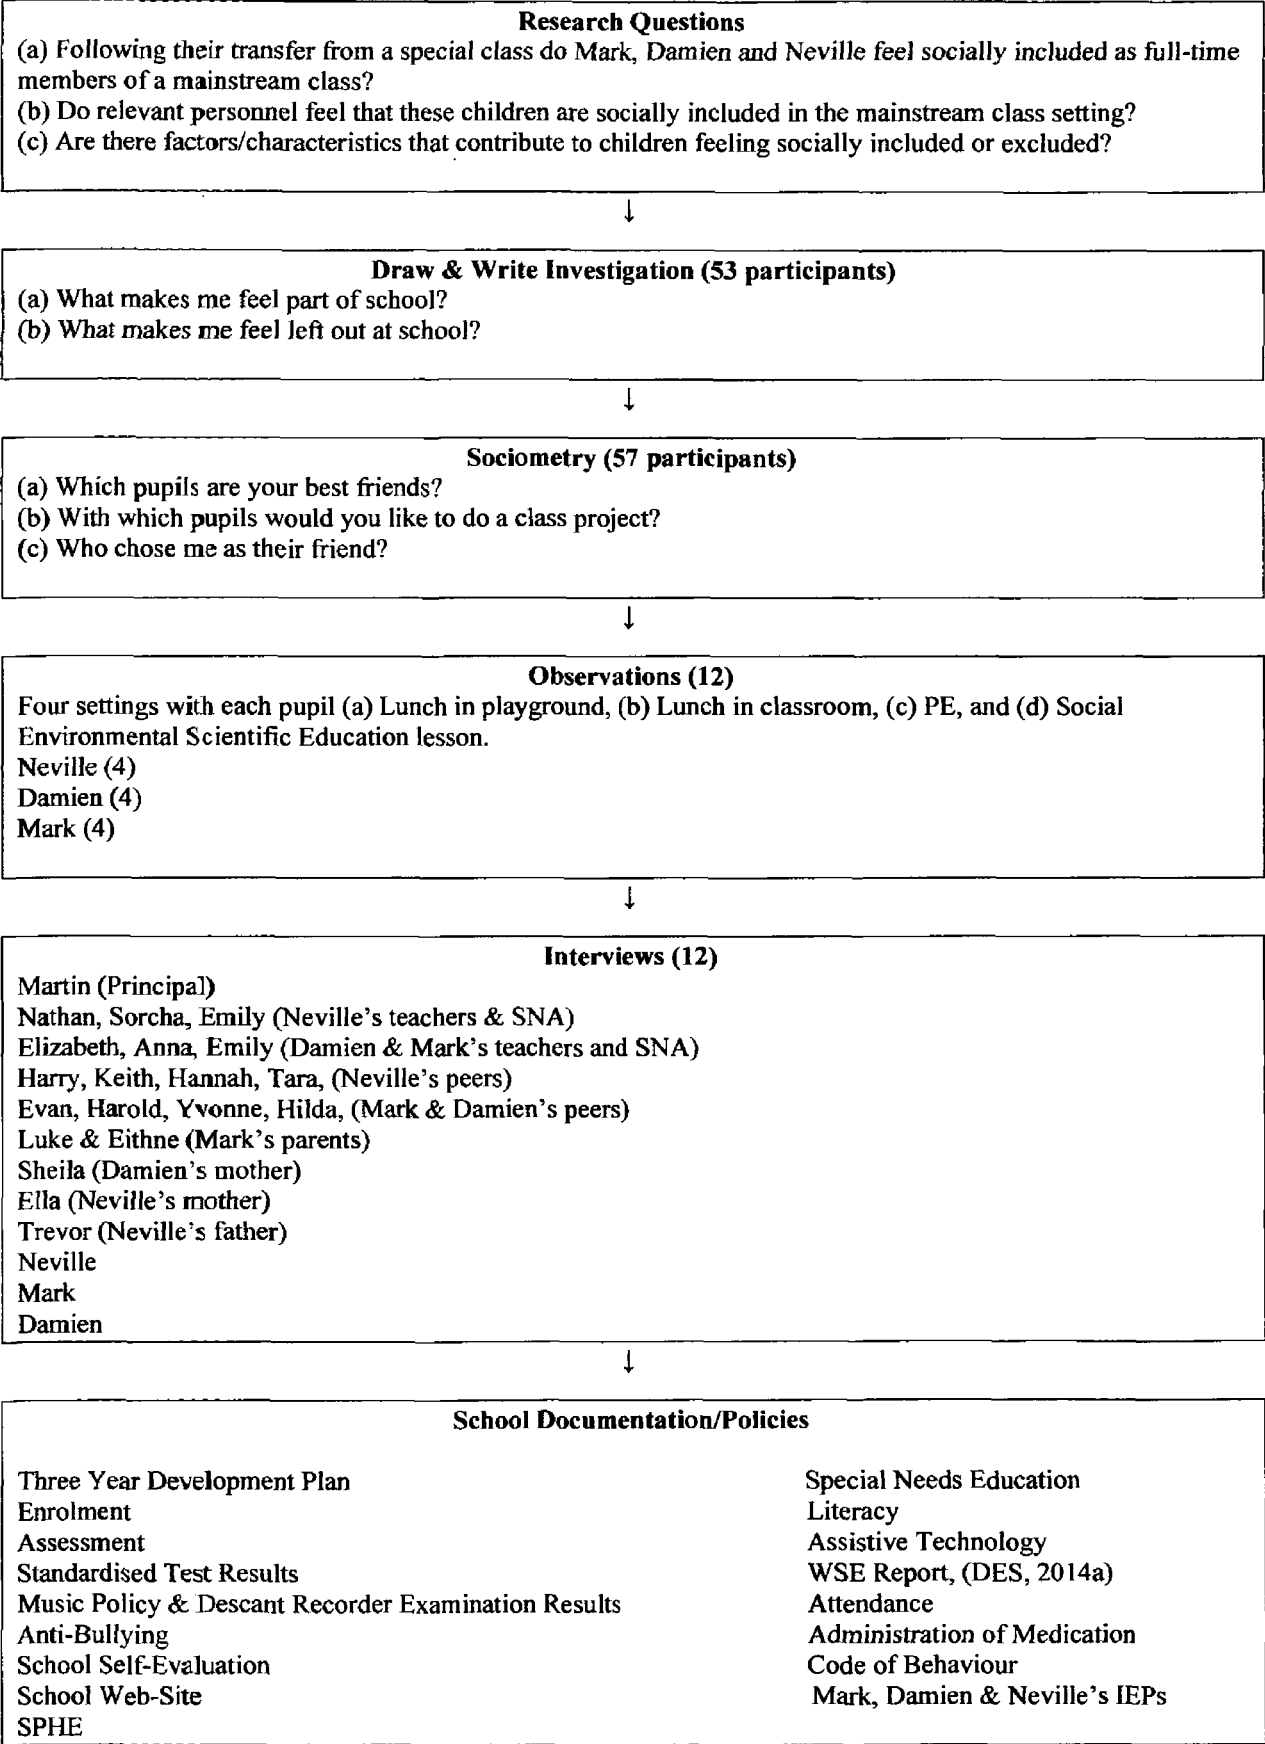 Research Questions
(a) Following their transfer from a special class do Mark, Damien and Neville feel socially included as full-time
members of a mainstream class?
(b) Do relevant personnel feel that these children are socially included in the mainstream class setting?
(c) Are there factors/characteristics that contribute to children feeling socially included or excluded?
↓
Draw & Write Investigation (53 participants)
(a) What makes me feel part of school?
(b) What makes me feel left out at school?
↓
Sociometry (57 participants)
(a) Which pupils are your best friends?
(b) With which pupils would you like to do a class project?
(c) Who chose me as their friend?
↓
Observations (12)
Four settings with each pupil (a) Lunch in playground, (b) Lunch in classroom, (c) PE, and (d) Social
Environmental Scientific Education lesson.
Neville (4)
Damien (4)
Mark (4)
↓
Interviews (12)
Martin (Principal)
Nathan, Sorcha, Emily (Neville's teachers & SNA)
Elizabeth, Anna, Emily (Damien & Mark's teachers and SNA)
Harry, Keith, Hannah, Tara, (Neville's peers)
Evan, Harold, Yvonne, Hilda, (Mark & Damien's peers)
Luke & Eithne (Mark's parents)
Sheila (Damien's mother)
Ella (Neville's mother)
Trevor (Neville's father)
Neville
Mark
Damien
↓
School Documentation/Policies
Three Year Development Plan
Enrolment
Assessment
Standardised Test Results
Music Policy & Descant Recorder Examination Results
Anti-Bullying
School Self-Evaluation
School Web-Site
SPHE
Special Needs Education
Literacy
Assistive Technology
WSE Report, (DES, 2014a)
Attendance
Administration of Medication
Code of Behaviour
Mark, Damien & Neville's IEPs